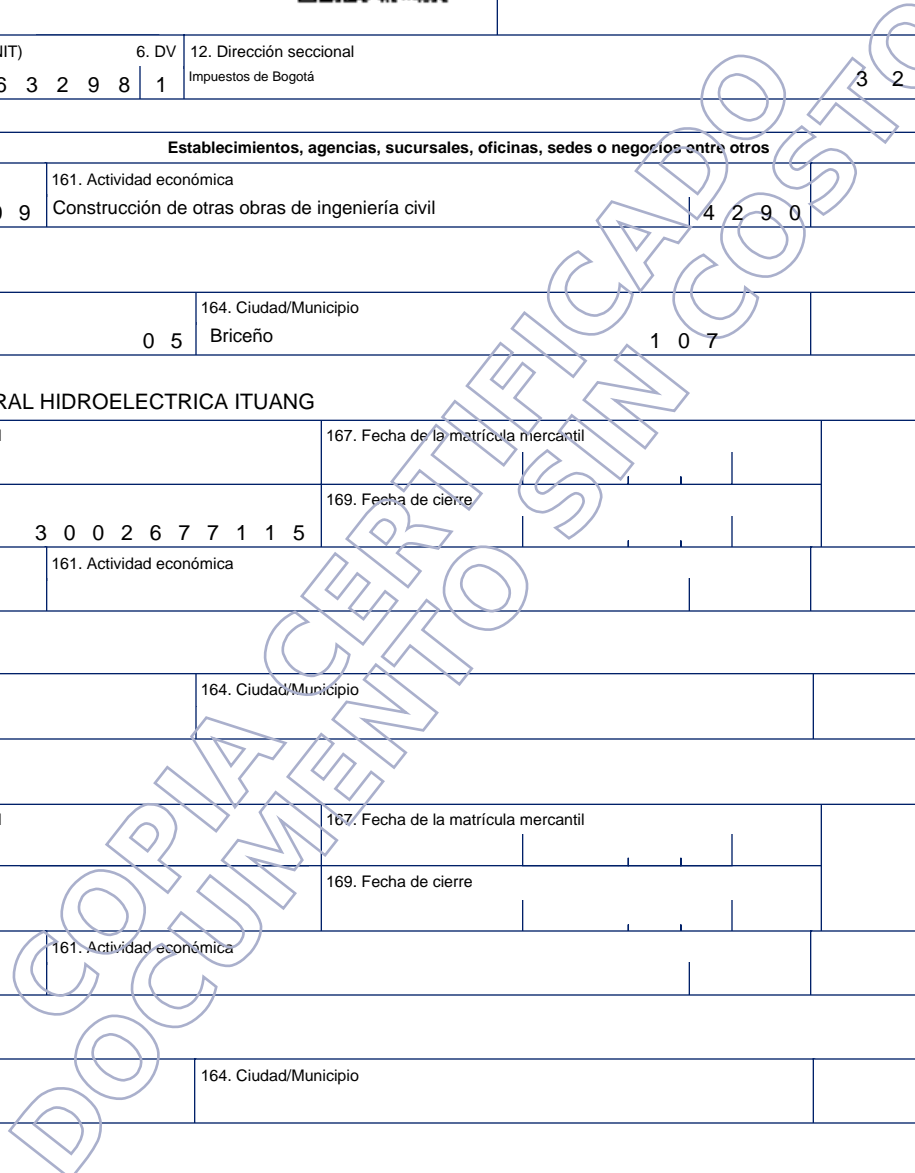 NIT) 6. DV 12. Dirección seccional
6 3 2 9 8 1 Impuestos de Bogotá 3 2
Establecimientos, agencias, sucursales, oficinas, sedes o negocios entre otros
161. Actividad económica
9 Construcción de otras obras de ingeniería civil 4 2 9 0
164. Ciudad/Municipio
0 5 Briceño 1 0 7
RAL HIDROELECTRICA ITUANG
167. Fecha de la matrícula mercantil
169. Fecha de cierre
3 0 0 2 6 7 7 1 1 5
161. Actividad económica
164. Ciudad/Municipio
167. Fecha de la matrícula mercantil
169. Fecha de cierre
161. Actividad económica
164. Ciudad/Municipio
COPIA CERTIFICADO
DOCUMENTO SIN COSTO